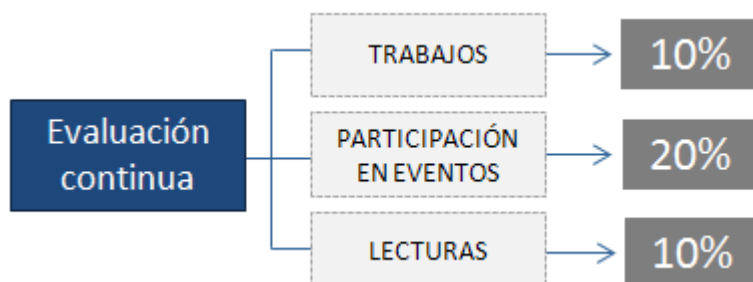 Evaluación
continua
TRABAJOS
10%
PARTICIPACIÓN
EN EVENTOS
20%
LECTURAS
10%